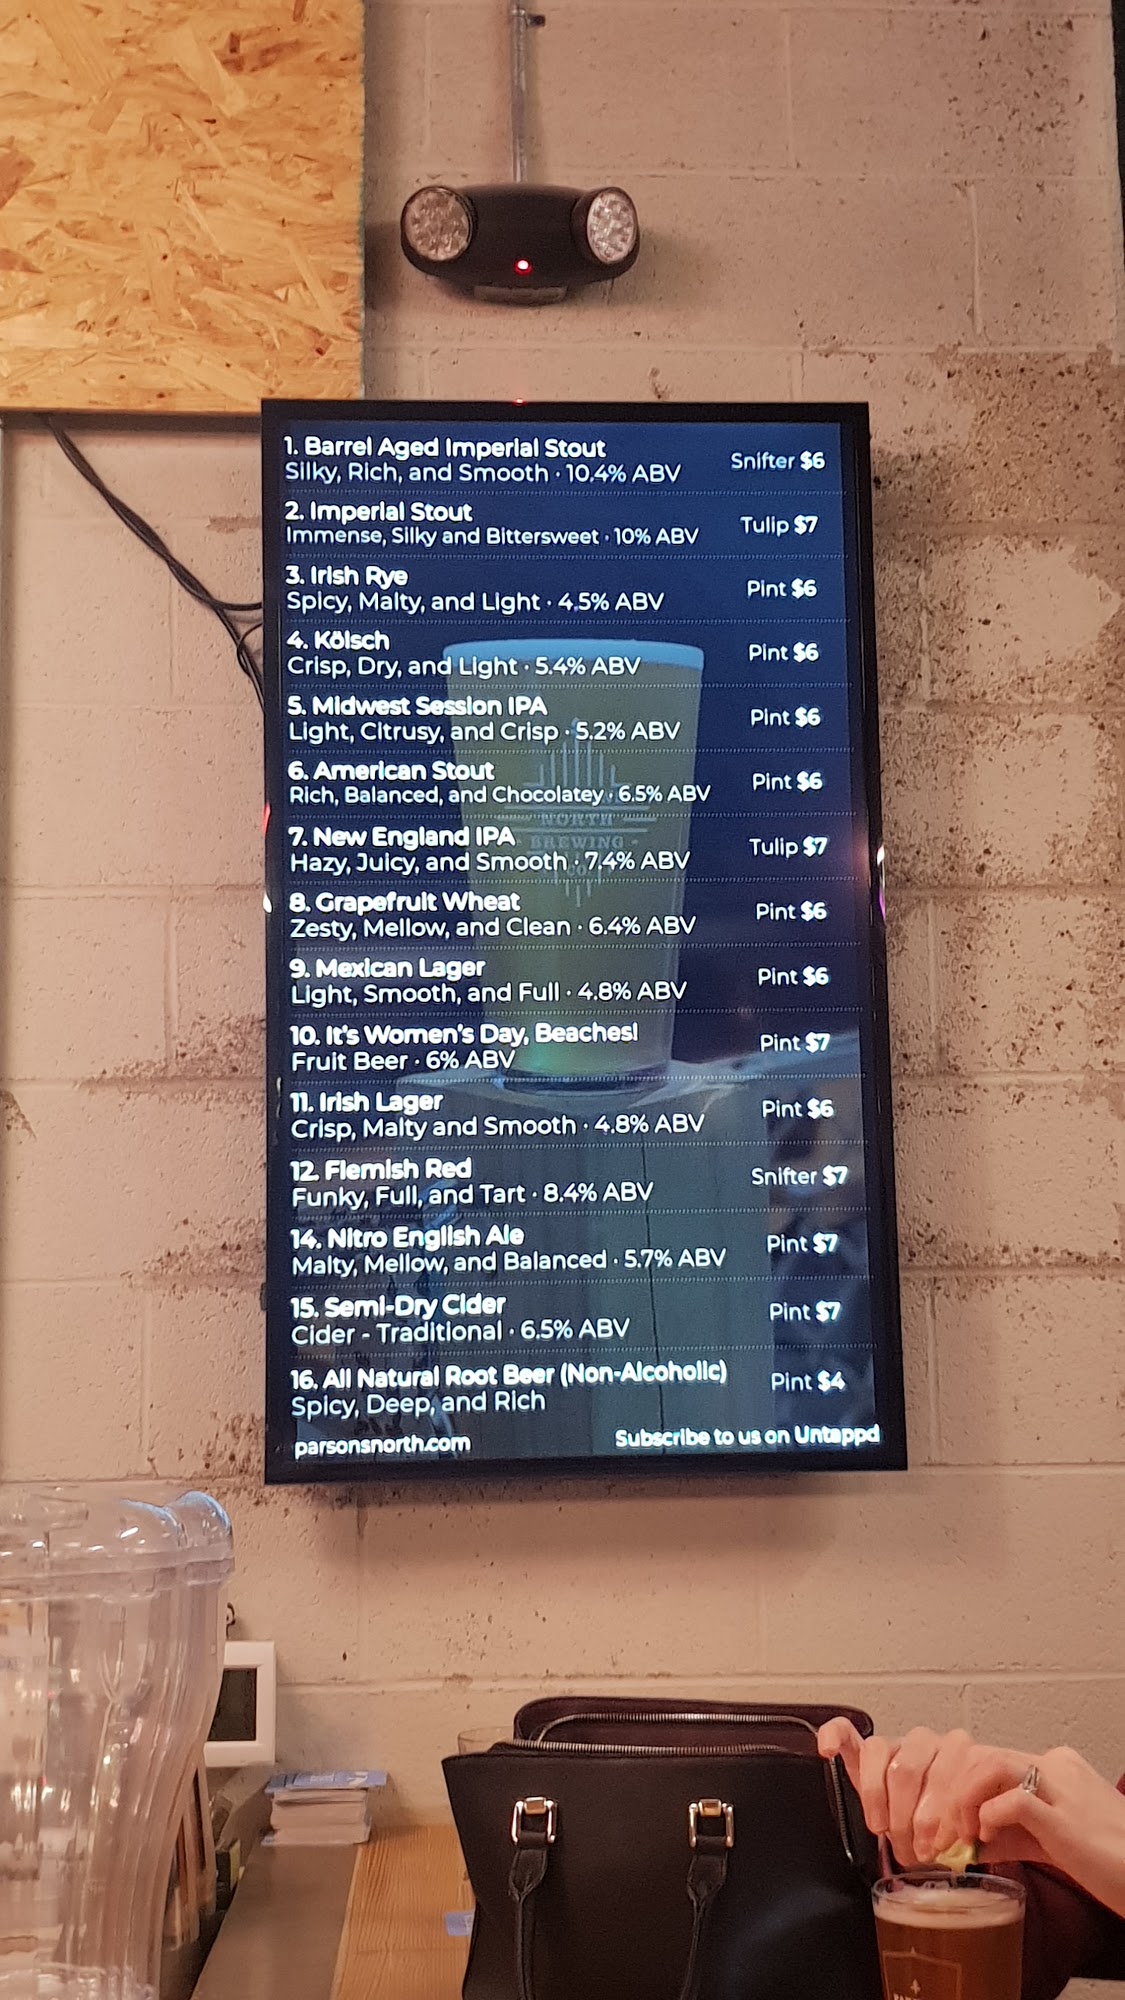 1. Barrel Aged Imperial Stout
Silky, Rich, and Smooth · 10.4% ABV
Snifter $6
2. Imperial Stout
Immense, Silky and Bittersweet · 10% ABV
Tulip $7
3. Irish Rye
Spicy, Malty, and Light · 4.5% ABV
Pint $6
4. Kölsch
Crisp, Dry, and Light · 5.4% ABV
Pint $6
5. Midwest Session IPA
Light, Citrusy, and Crisp · 5.2% ABV
Pint $6
6. American Stout
Rich, Balanced, and Chocolatey · 6.5% ABV
Pint $6
7. New England IPA
Hazy, Juicy, and Smooth · 7.4% ABV
Tulip $7
8. Grapefruit Wheat
Zesty, Mellow, and Clean · 6.4% ABV
Pint $6
9. Mexican Lager
Light, Smooth, and Full · 4.8% ABV
Pint $6
10. It's Women's Day, Beaches!
Fruit Beer · 6% ABV
Pint $7
11. Irish Lager
Crisp, Malty and Smooth · 4.8% ABV
Pint $6
12. Flemish Red
Funky, Full, and Tart · 8.4% ABV
Snifter $7
14. Nitro English Ale
Malty, Mellow, and Balanced · 5.7% ABV
Pint $7
15. Semi-Dry Cider
Cider - Traditional · 6.5% ABV
Pint $7
16. All Natural Root Beer (Non-Alcoholic)
Spicy, Deep, and Rich
Pint $4
parsonsnorth.com
Subscribe to us on Untappd
NORTH
BREWING